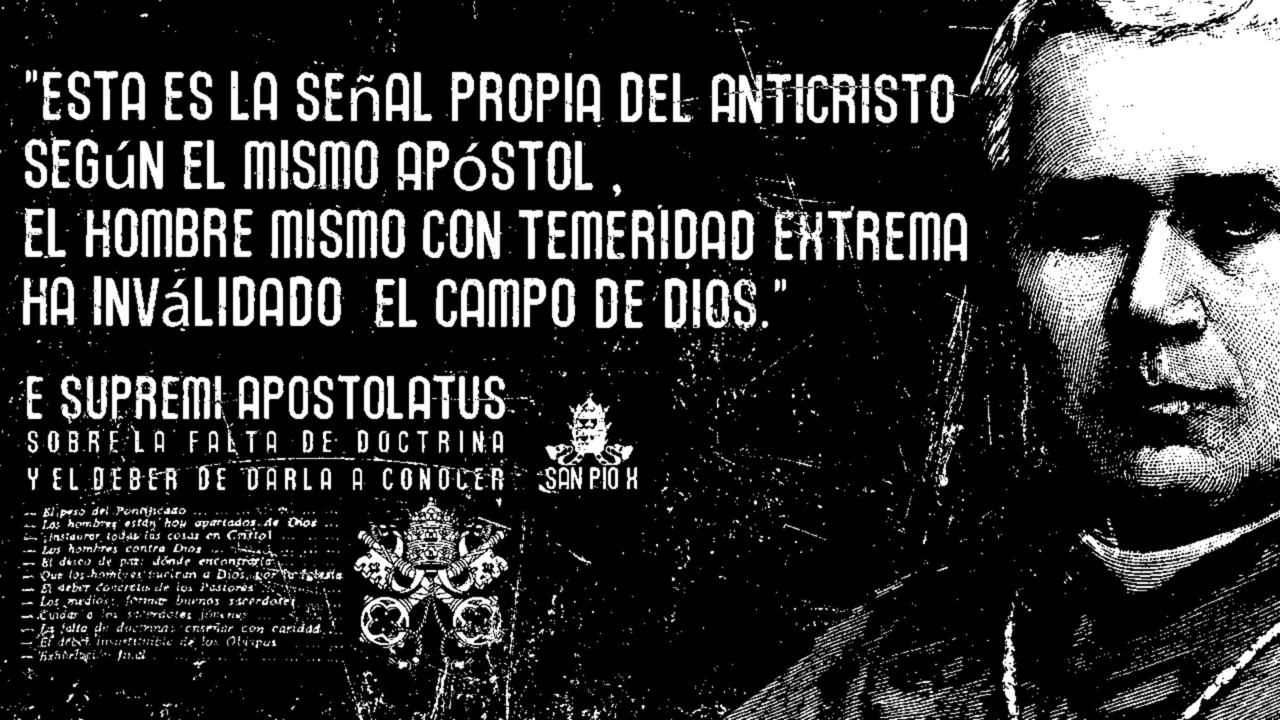 "ESTA ES LA SEñAL PROPIA DEL ANTICRISTO
SEGúN EL MISMO APóSTOL ,
EL HOMBRE MISMO CON TEMERIDAD EXTREMA
HA INVáLIDADO EL CAMPO DE DIOS."
E SUPREMI APOSTOLATUS
SOBRE LA FALTA DE DOCTRINA
Y EL DEBER DE DARLA A CONOCER
SAN PIO X
El peso del Pontificado
Los hombres están hoy apartados de Dios
Instaurar todas las cosas en Cristo
Los hombres contra Dios
El deseo de paz: dónde encontrarla
Que los hombres vuelvan a Dios, por la Iglesia
El deber concreto de los Pastores
Los medios: formar buenos sacerdotes
Cuidar a los sacerdotes jóvenes
La falta de doctrina: enseñar con caridad
El deber de los Obispos
Exhortación final